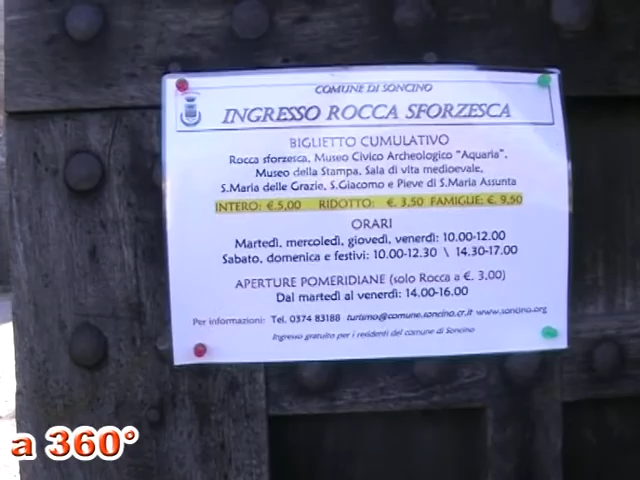 COMUNE DI SONCINO
INGRESSO ROCCA SFORZESCA
BIGLIETTO CUMULATIVO
Rocca sforzesca, Museo Civico Archeologico "Aquaria",
Museo della Stampa, Sala di vita medioevale,
S.Maria delle Grazie, S.Giacomo e Pieve di S.Maria Assunta
INTERO: €.5,00 RIDOTTO: €. 3,50 FAMIGLIE: €. 9,50
ORARI
Martedì, mercoledì, giovedì, venerdì: 10.00-12.00
Sabato, domenica e festivi: 10.00-12.30 \ 14.30-17.00
APERTURE POMERIDIANE (solo Rocca a €. 3.00)
Dal martedì al venerdì: 14.00-16.00
Per informazioni: Tel. 0374 83188 turismo@comune.soncino.cr.it www.soncino.org
Ingresso gratuito per i residenti del comune di Soncino
a 360°